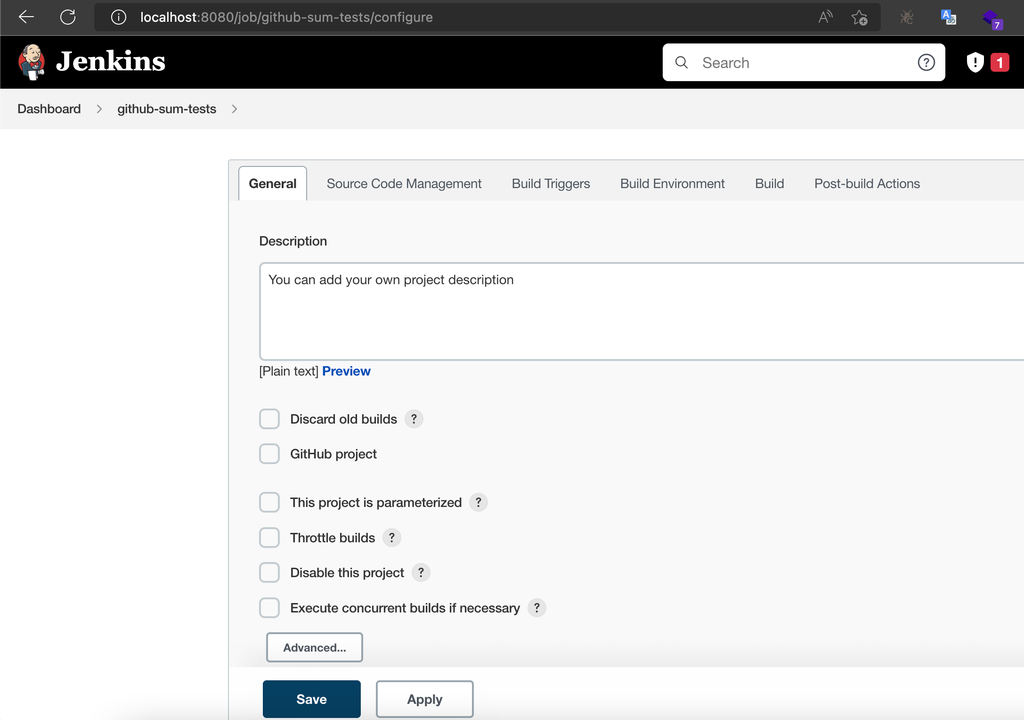 localhost:8080/job/github-sum-tests/configure
7
Jenkins
Search
?
1
Dashboard > github-sum-tests >
General Source Code Management Build Triggers Build Environment Build Post-build Actions
Description
You can add your own project description
[Plain text] Preview
Discard old builds ?
GitHub project
This project is parameterized ?
Throttle builds ?
Disable this project ?
Execute concurrent builds if necessary ?
Advanced...
Save Apply